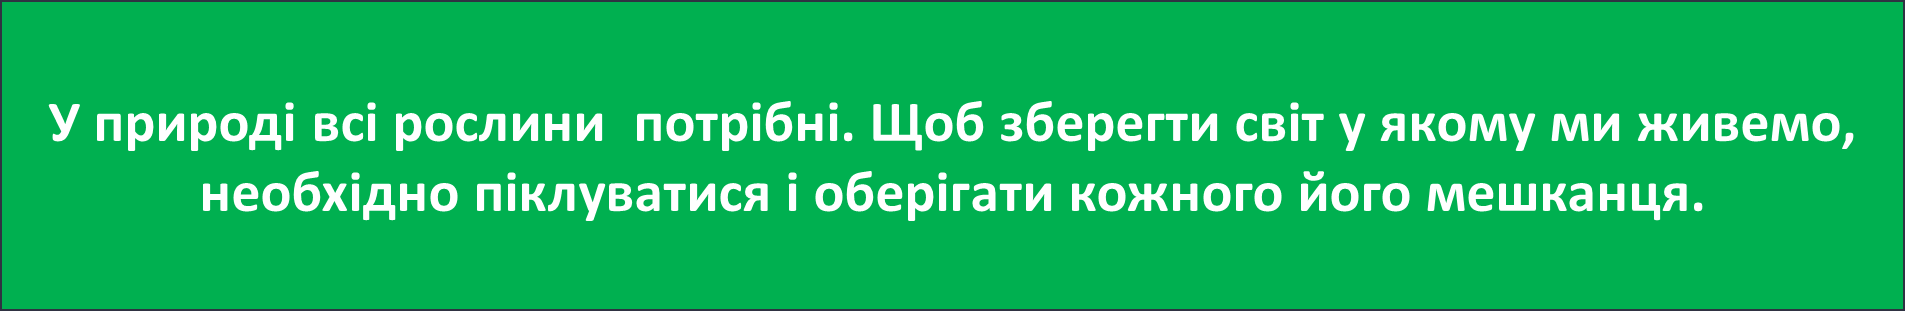 У природі всі рослини  потрібні. Щоб зберегти світ у якому ми живемо,
необхідно піклуватися і оберігати кожного його мешканця.